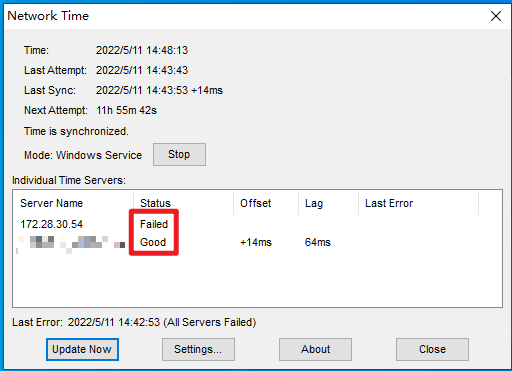 Network Time
Time: 2022/5/11 14:48:13
Last Attempt: 2022/5/11 14:43:43
Last Sync: 2022/5/11 14:43:53 +14ms
Next Attempt: 11h 55m 42s
Time is synchronized.
Mode: Windows Service Stop
Individual Time Servers:
Server Name Status Offset Lag Last Error
172.28.30.54 Failed
Good +14ms 64ms
Last Error: 2022/5/11 14:42:53 (All Servers Failed)
Update Now Settings... About Close